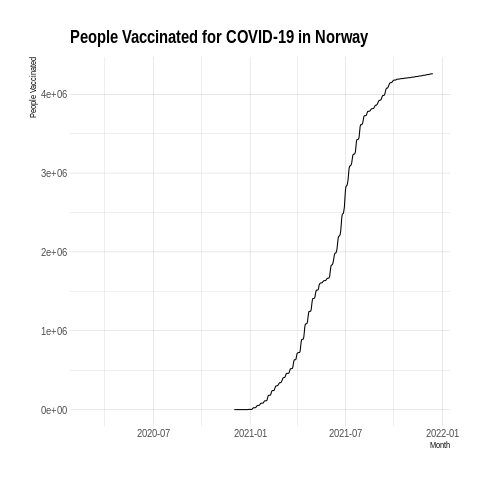 People Vaccinated for COVID-19 in Norway
People Vaccinated
4e+06
3e+06
2e+06
1e+06
0e+00
2020-07
2021-01
2021-07
2022-01
Month